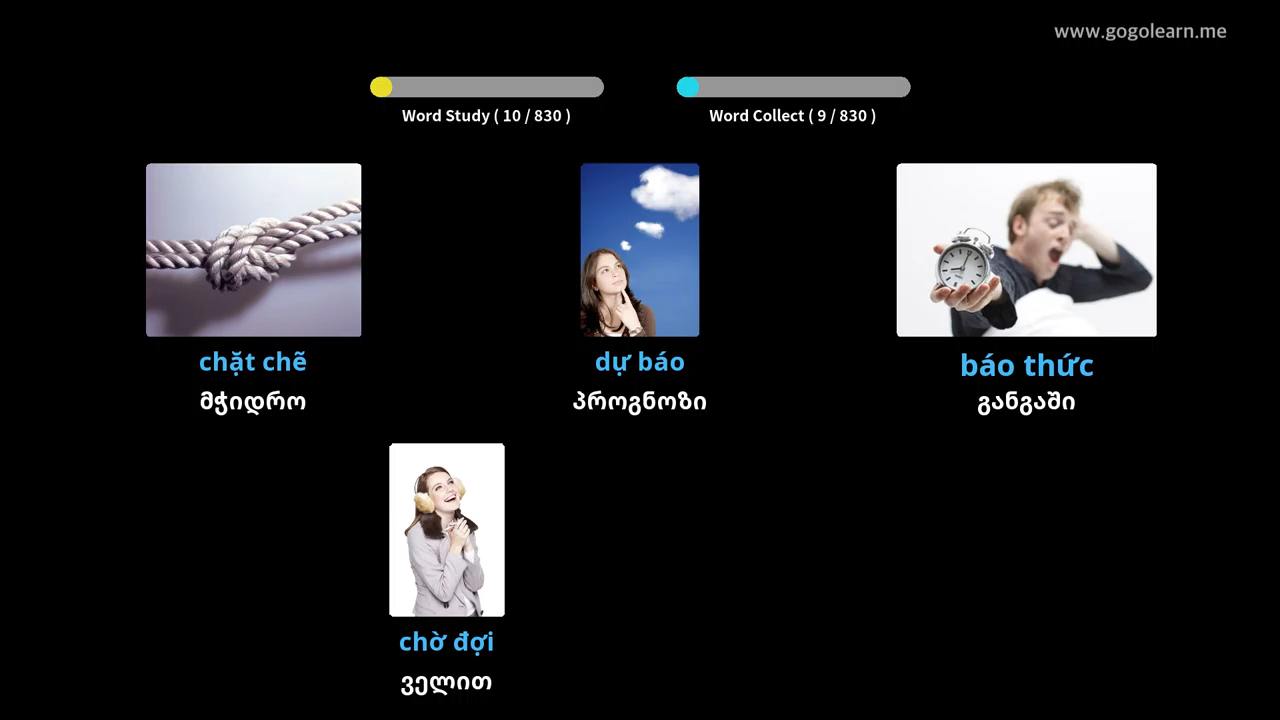 www.gogolearn.me
Word Study ( 10 / 830 )
Word Collect ( 9 / 830 )
chặt chẽ
მჭიდრო
dự báo
პროგნოზი
báo thức
განგაში
chờ đợi
ველით